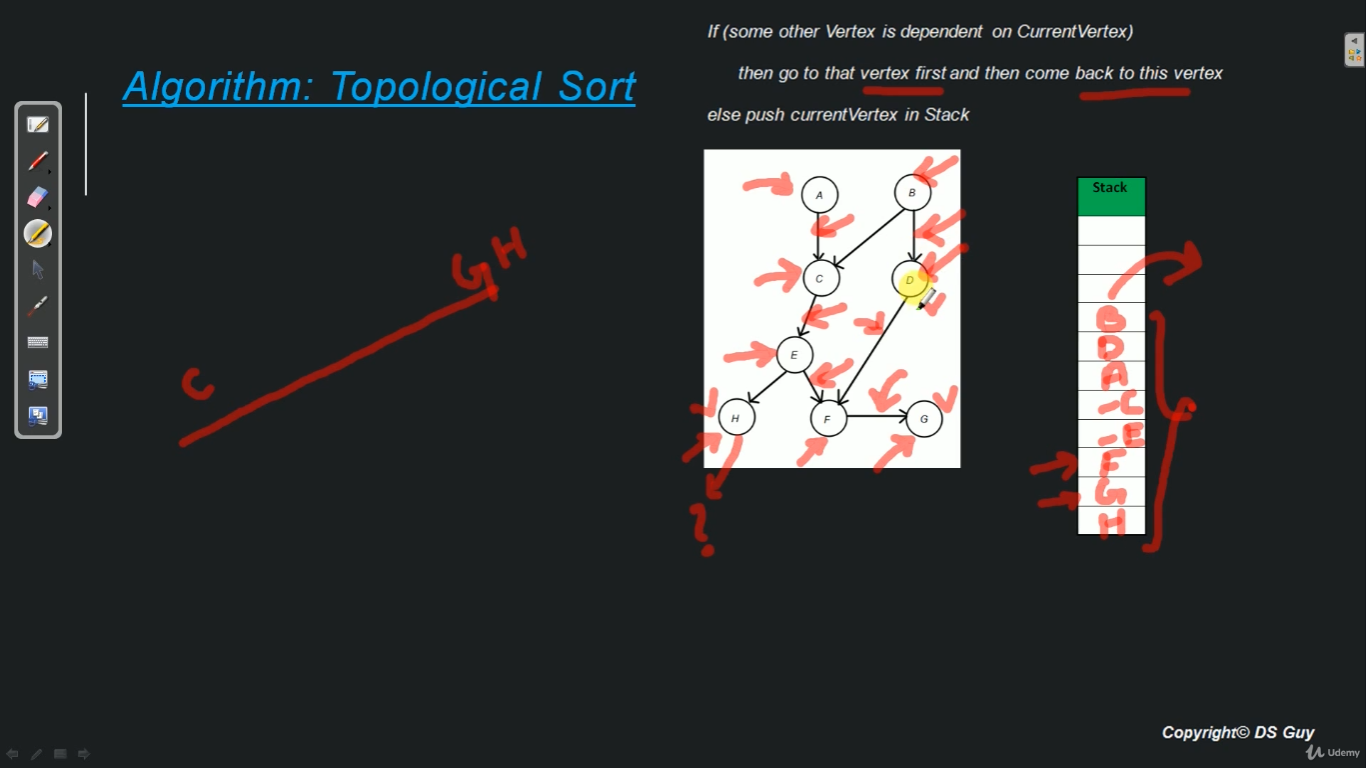 If (some other Vertex is dependent on CurrentVertex)
Algorithm: Topological Sort
then go to that vertex first and then come back to this vertex
else push currentVertex in Stack
A
B
Stack
C
D
E
H
F
G
G H
C
B
D
A
C
E
F
G
H
?
Copyright© DS Guy
Udemy